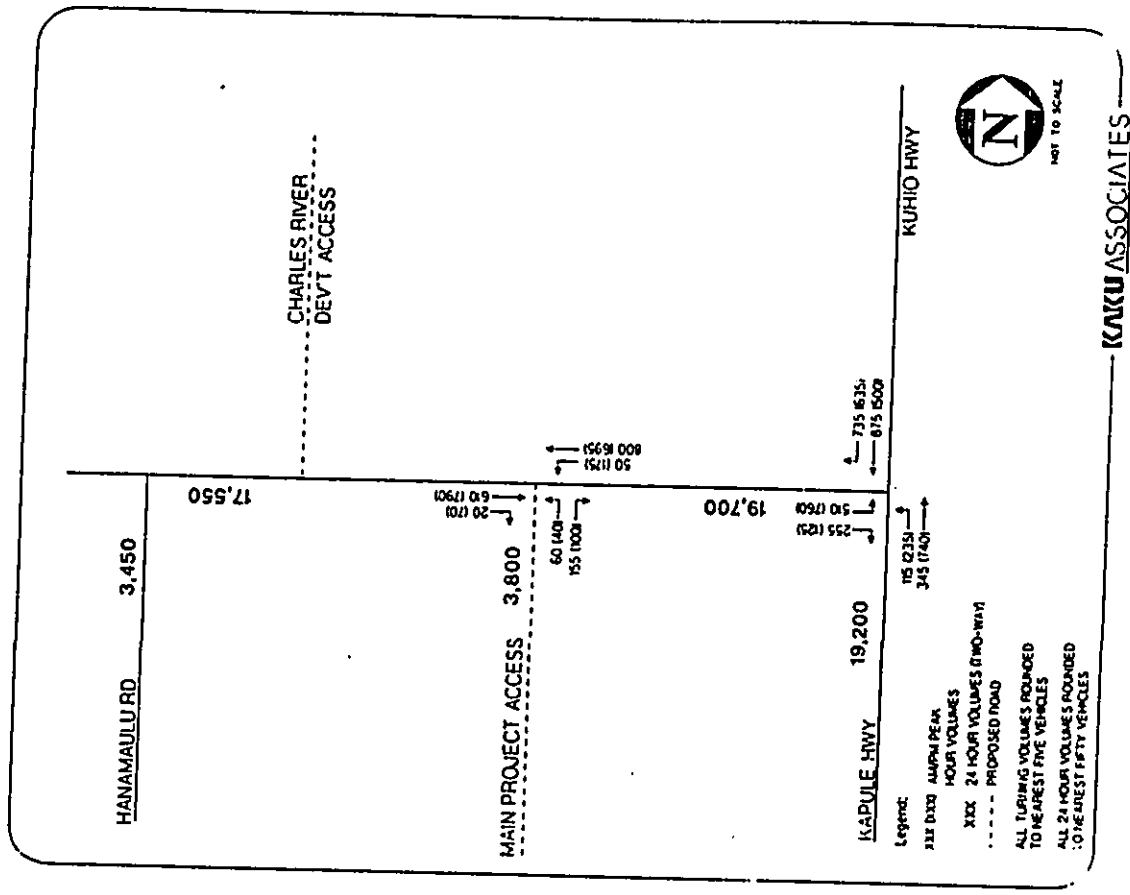 HANAMAULU RD 3,450
CHARLES RIVER
DEV'T ACCESS
17,550
20 (70)
610 (790)
50 (175)
800 (695)
MAIN PROJECT ACCESS 3,800
60 (40)
155 (100)
19,700
735 (635)
875 (500)
255 (125)
510 (760)
KAPULE HWY 19,200
KUHIO HWY
115 (235)
345 (740)
Legend:
XXX (XXX) AM/PM PEAK
HOUR VOLUMES
XXX 24 HOUR VOLUMES (TWO-WAY)
- - - - - PROPOSED ROAD
ALL TURNING VOLUMES ROUNDED
TO NEAREST FIVE VEHICLES
ALL 24 HOUR VOLUMES ROUNDED
TO NEAREST FIFTY VEHICLES
N
NOT TO SCALE
KAKU ASSOCIATES